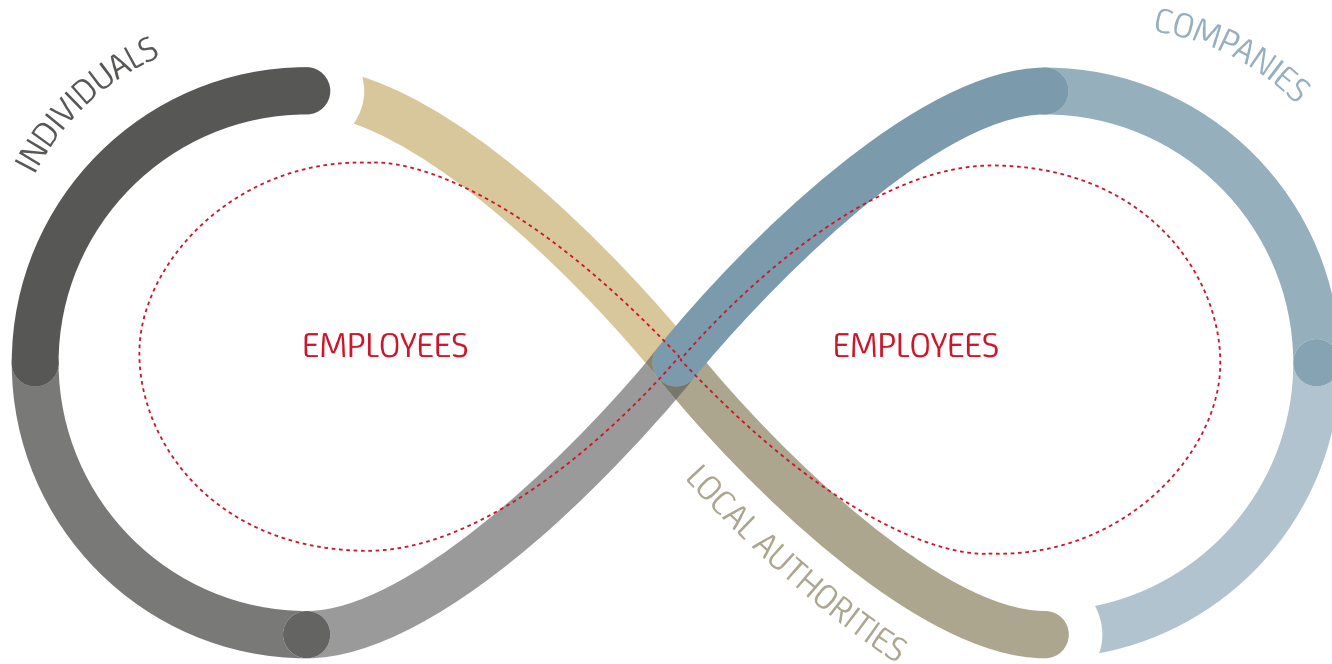 INDIVIDUALS
COMPANIES
EMPLOYEES
EMPLOYEES
LOCAL AUTHORITIES